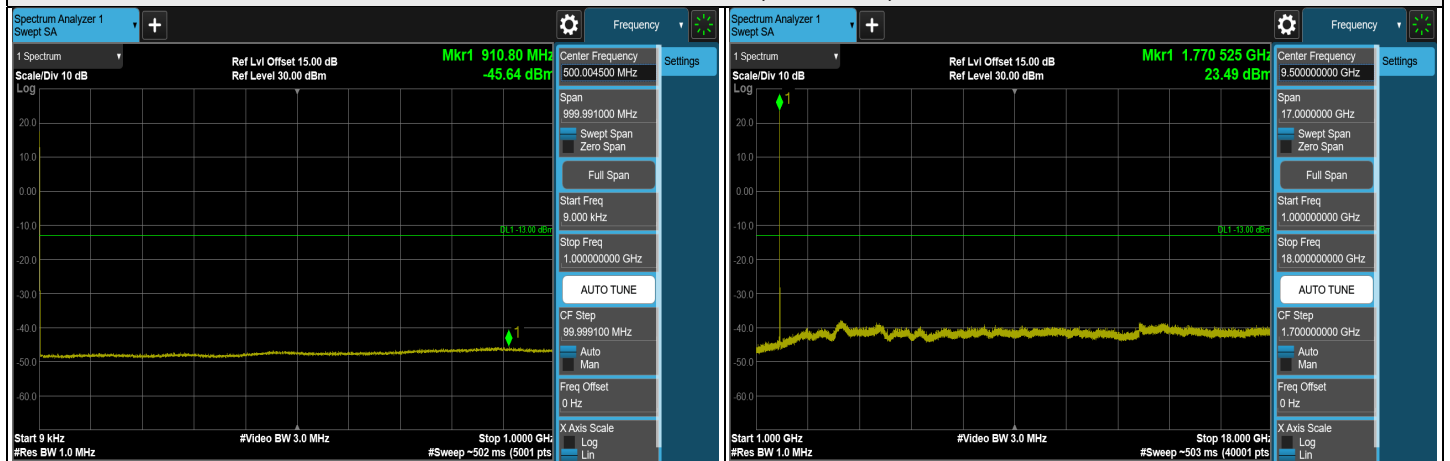 Spectrum Analyzer 1
Swept SA
+
Frequency
1 Spectrum
Scale/Div 10 dB
Log
Ref Lvl Offset 15.00 dB
Ref Level 30.00 dBm
Mkr1 910.80 MHz
-45.64 dBm
1
20.0
10.0
0.00
-10.0
DL1 -13.00 dBm
-30.0
-40.0
-50.0
-60.0
Start 9 kHz
#Res BW 1.0 MHz
#Video BW 3.0 MHz
Stop 1.0000 GHz
#Sweep ~502 ms (5001 pts
Center Frequency
500.004500 MHz
Settings
Span
999.991000 MHz
Swept Span
Zero Span
Full Span
Start Freq
9.000 kHz
Stop Freq
1.000000000 GHz
AUTO TUNE
CF Step
99.999100 MHz
Auto
Man
Freq Offset
0 Hz
X Axis Scale
Log
Lin
Spectrum Analyzer 1
Swept SA
+
Frequency
1 Spectrum
Scale/Div 10 dB
Log
Ref Lvl Offset 15.00 dB
Ref Level 30.00 dBm
Mkr1 1.770 525 GHz
23.49 dBm
1
20.0
10.0
0.00
-10.0
DL1 -13.00 dBm
-30.0
-40.0
-50.0
-60.0
Start 1.000 GHz
#Res BW 1.0 MHz
#Video BW 3.0 MHz
Stop 18.000 GHz
#Sweep ~503 ms (40001 pts
Center Frequency
9.500000000 GHz
Settings
Span
17.0000000 GHz
Swept Span
Zero Span
Full Span
Start Freq
1.000000000 GHz
Stop Freq
18.000000000 GHz
AUTO TUNE
CF Step
1.700000000 GHz
Auto
Man
Freq Offset
0 Hz
X Axis Scale
Log
Lin